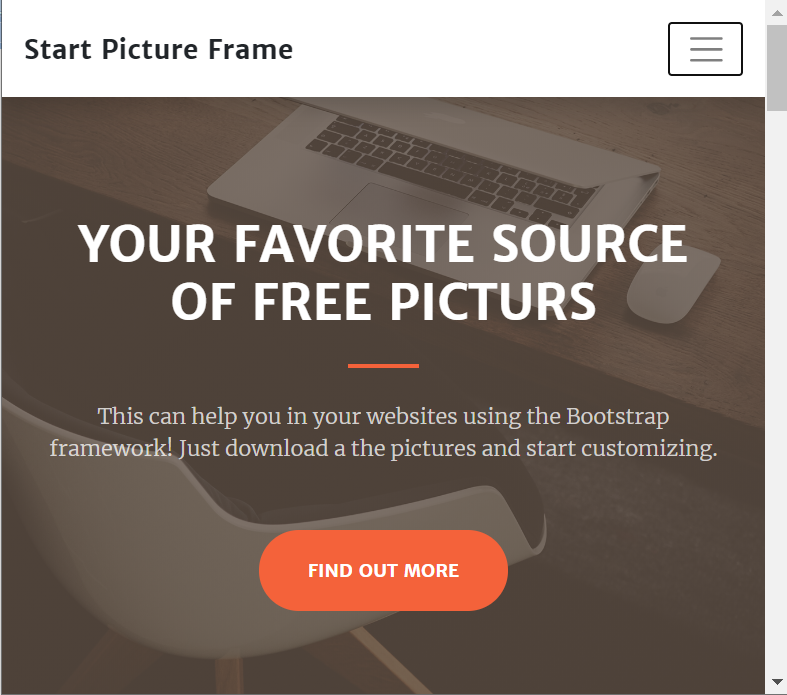 Start Picture Frame
YOUR FAVORITE SOURCE
OF FREE PICTURS
This can help you in your websites using the Bootstrap
framework! Just download a the pictures and start customizing.
FIND OUT MORE